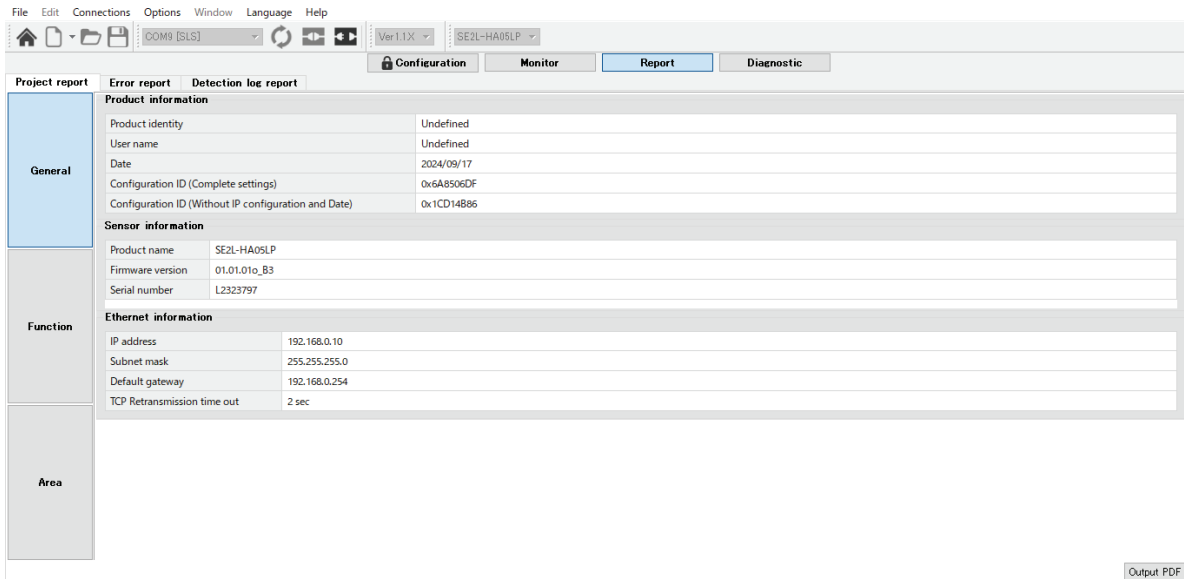 File Edit Connections Options Window Language Help
COM9 [SLS] Ver1.1X SE2L-HA05LP
Configuration Monitor Report Diagnostic
Project report Error report Detection log report
General
Function
Area
Product information
Product identity Undefined
User name Undefined
Date 2024/09/17
Configuration ID (Complete settings) 0x6A8506DF
Configuration ID (Without IP configuration and Date) 0x1CD14B86
Sensor information
Product name SE2L-HA05LP
Firmware version 01.01.01o_B3
Serial number L2323797
Ethernet information
IP address 192.168.0.10
Subnet mask 255.255.255.0
Default gateway 192.168.0.254
TCP Retransmission time out 2 sec
Output PDF